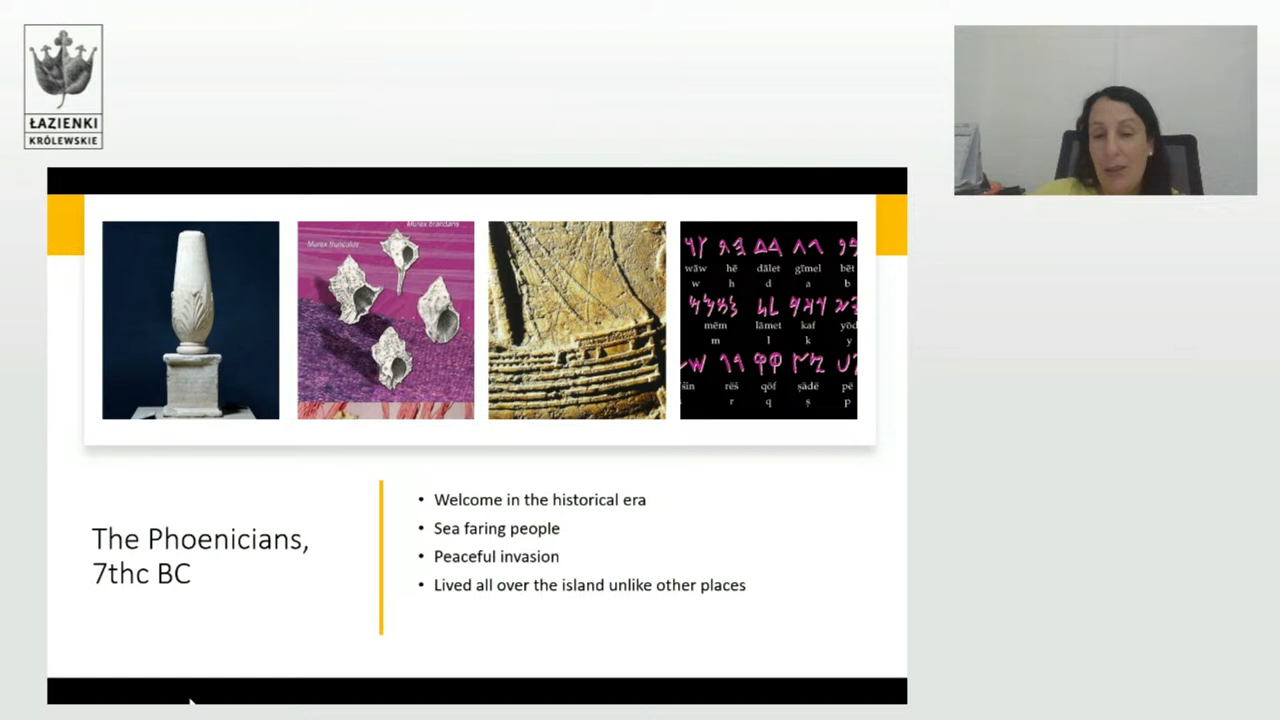 ŁAZIENKI
KRÓLEWSKIE
Murex trunculus
Murex brandaris
wāw hē dālet gīmel bēt
w h d a b
mēm lāmet kaf yōd
m l k y
šin rēš qōf ṣādē pē
r q ṣ p
The Phoenicians,
7thc BC
• Welcome in the historical era
• Sea faring people
• Peaceful invasion
• Lived all over the island unlike other places